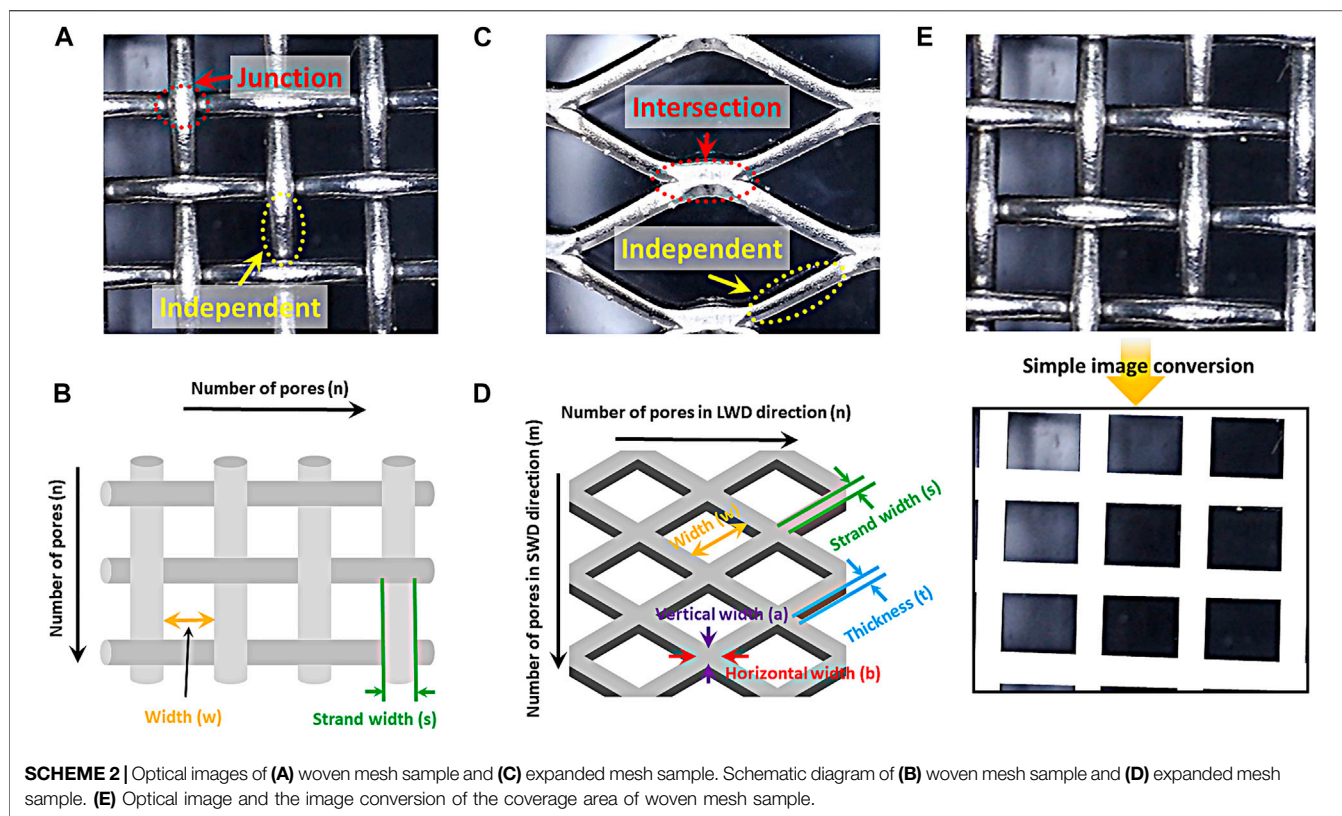 A
Junction
Independent
C
Intersection
Independent
E
Simple image conversion
B
Number of pores (n)
Number of pores (n)
Width (w)
Strand width (s)
D
Number of pores in LWD direction (n)
Number of pores in SWD direction (m)
Width (w)
Strand width (s)
Thickness (t)
Vertical width (a)
Horizontal width (b)
SCHEME 2 | Optical images of (A) woven mesh sample and (C) expanded mesh sample. Schematic diagram of (B) woven mesh sample and (D) expanded mesh
sample. (E) Optical image and the image conversion of the coverage area of woven mesh sample.